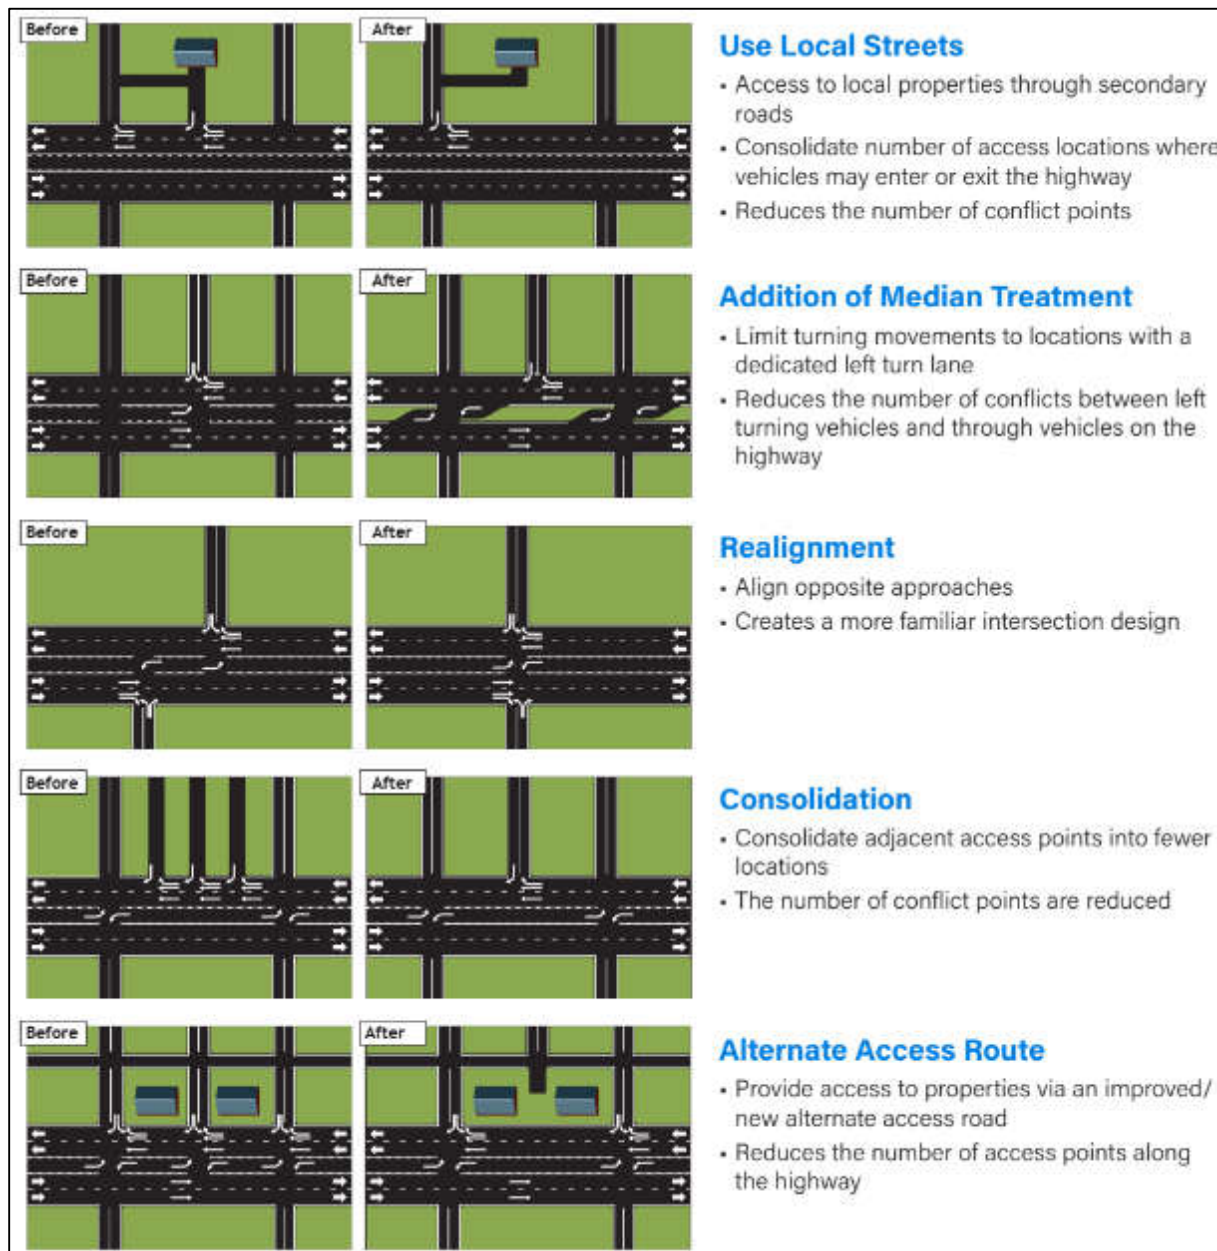 Before
After
Use Local Streets
• Access to local properties through secondary
roads
• Consolidate number of access locations where
vehicles may enter or exit the highway
• Reduces the number of conflict points
Before
After
Addition of Median Treatment
• Limit turning movements to locations with a
dedicated left turn lane
• Reduces the number of conflicts between left
turning vehicles and through vehicles on the
highway
Before
After
Realignment
• Align opposite approaches
• Creates a more familiar intersection design
Before
After
Consolidation
• Consolidate adjacent access points into fewer
locations
• The number of conflict points are reduced
Before
After
Alternate Access Route
• Provide access to properties via an improved/
new alternate access road
• Reduces the number of access points along
the highway